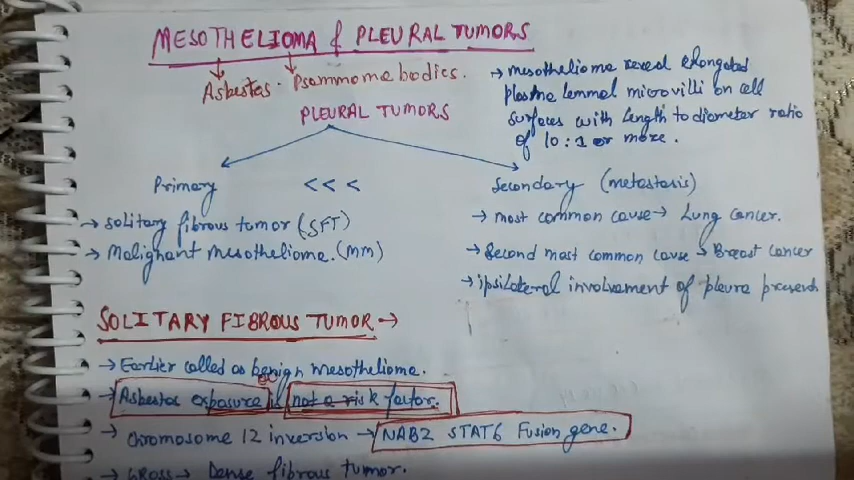 MESOTHELIOMA & PLEURAL TUMORS
Asbestos. Psammoma bodies.
→ mesothelioma reveal elongated
plasma lemmal microvilli on cell
surfaces with length to diameter ratio
of 10:1 or more.
PLEURAL TUMORS
Primary <<< Secondary (metastasis)
→ Solitary fibrous tumor (SFT)
→ Malignant mesothelioma. (MM)
→ most common cause → Lung cancer.
→ Second most common cause → Breast cancer
→ ipsilateral involvement of pleura present
SOLITARY FIBROUS TUMOR →
→ Earlier called as benign mesothelioma.
→ Asbestos exposure is not a risk factor.
→ chromosome 12 inversion → NAB2 STAT6 Fusion gene.
→ GROSS → Dense fibrous tumor.